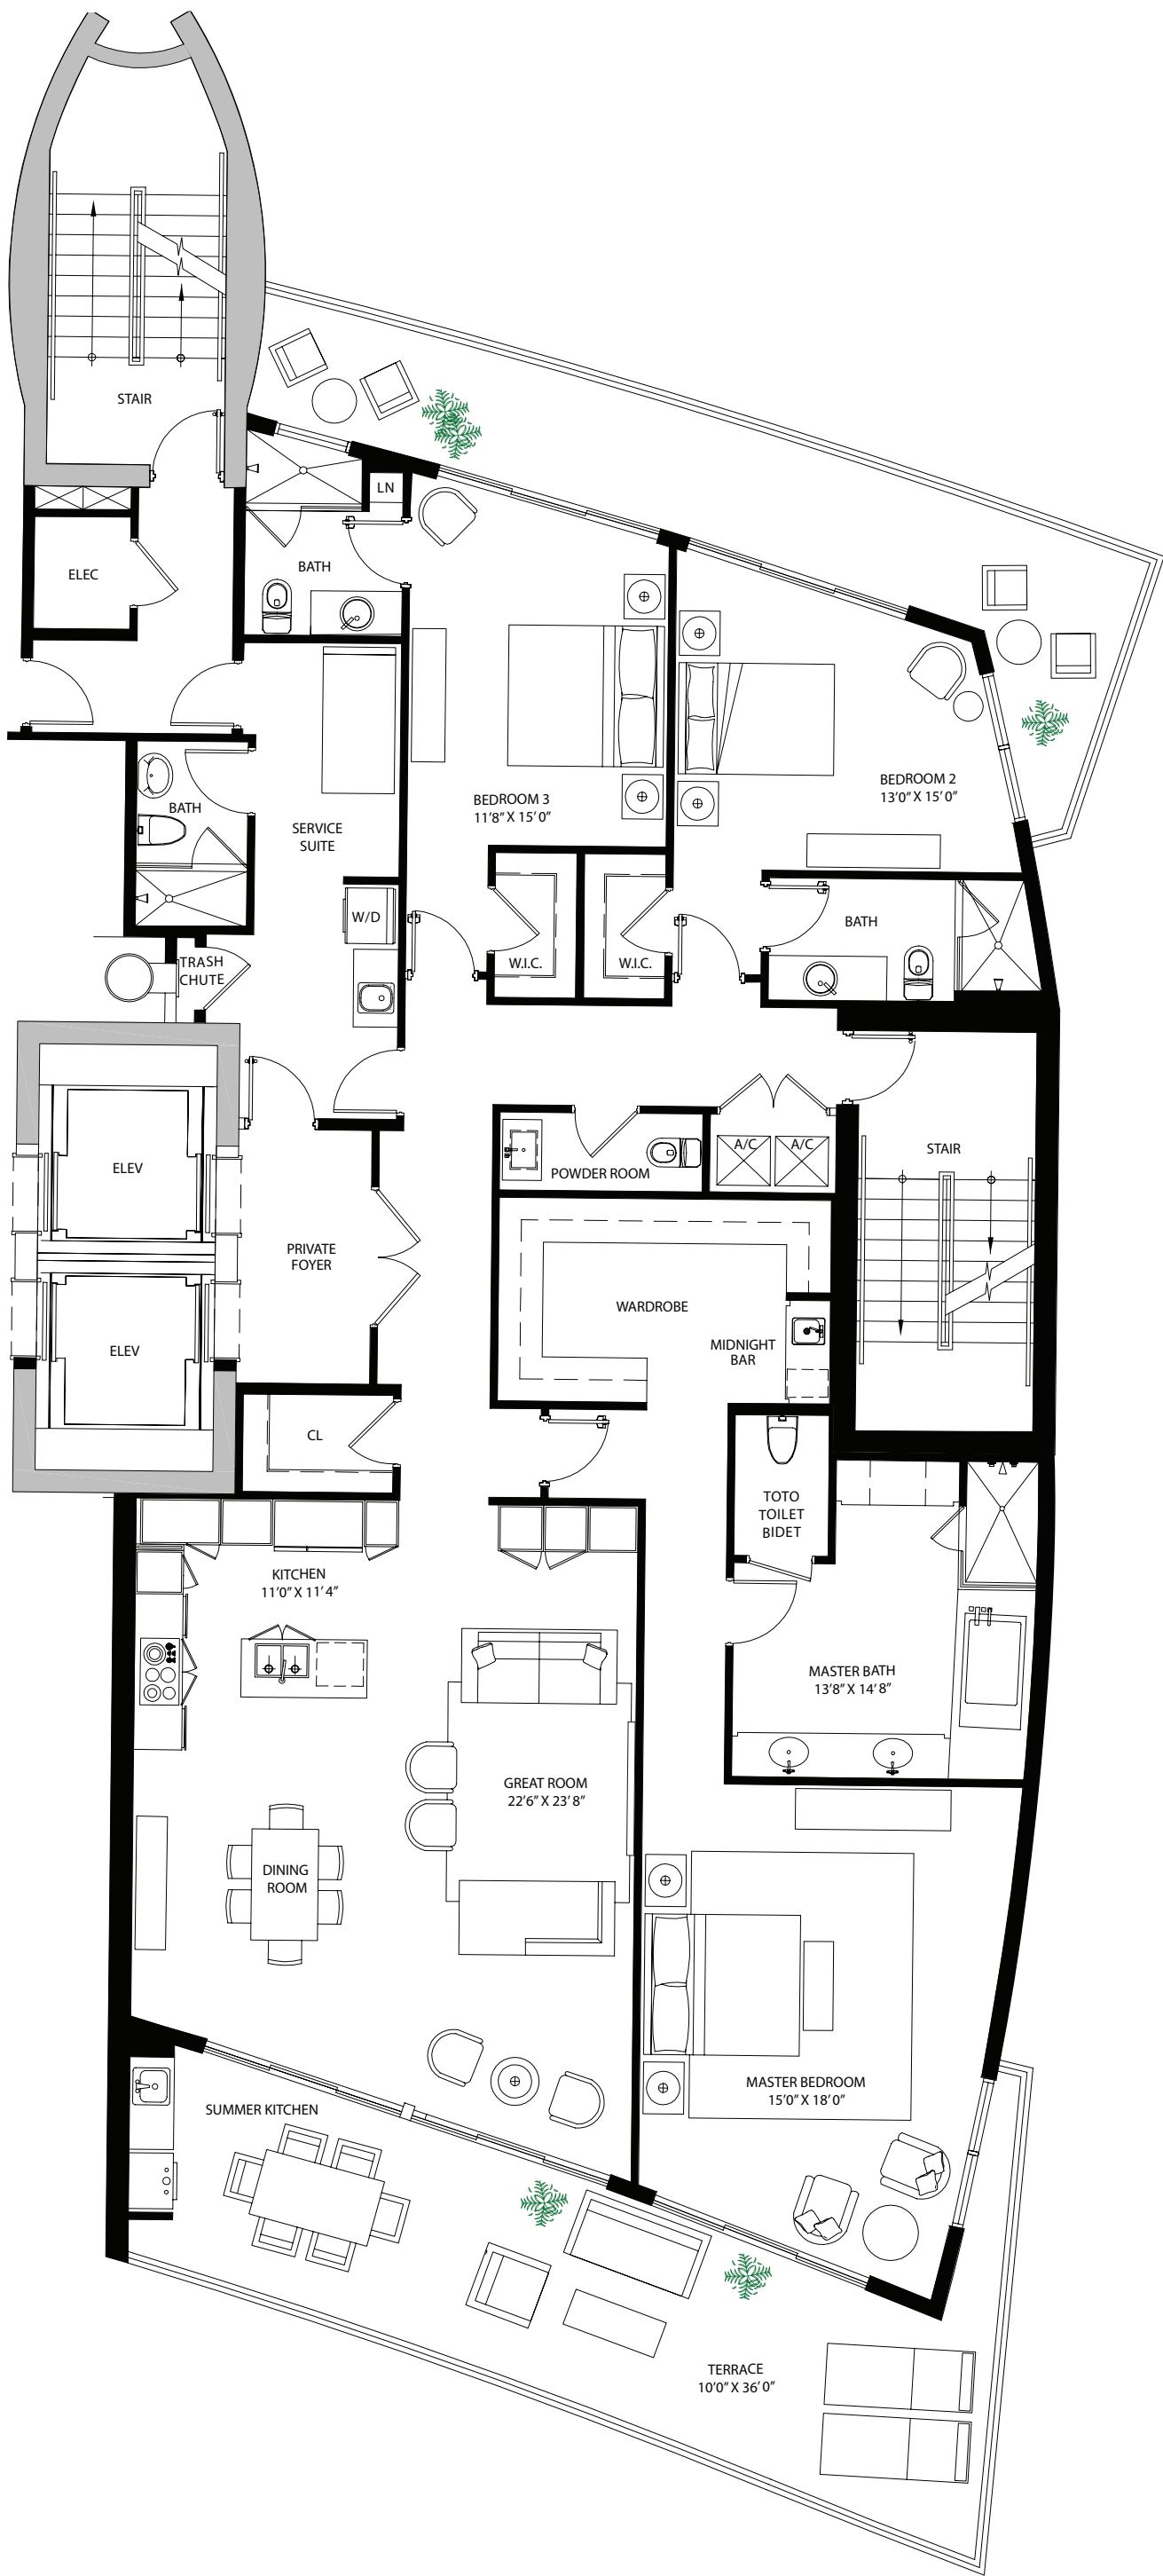 STAIR
LN
ELEC
BATH
BEDROOM 2
13'0" X 15'0"
BEDROOM 3
11'8" X 15'0"
BATH
SERVICE
SUITE
W/D
BATH
W.I.C.
W.I.C.
TRASH
CHUTE
A/C
A/C
STAIR
ELEV
POWDER ROOM
PRIVATE
FOYER
WARDROBE
MIDNIGHT
BAR
ELEV
CL
TOTO
TOILET
BIDET
KITCHEN
11'0" X 11'4"
MASTER BATH
13'8" X 14'8"
GREAT ROOM
22'6" X 23'8"
DINING
ROOM
MASTER BEDROOM
15'0" X 18'0"
SUMMER KITCHEN
TERRACE
10'0" X 36'0"